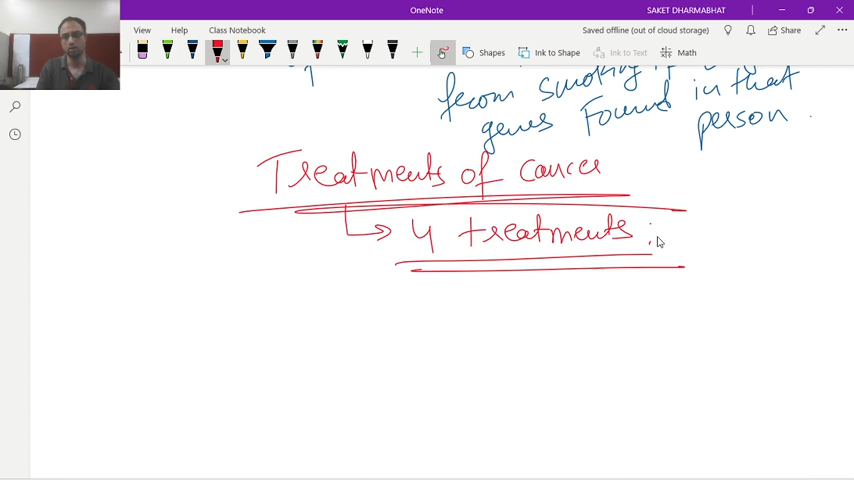 OneNote
SAKET DHARMABHAT
View Help Class Notebook
Saved offline (out of cloud storage)
Share
Shapes
Ink to Shape
Ink to Text
Math
from smoking
in that
genes Found
person
Treatments of cancer
4 treatments :